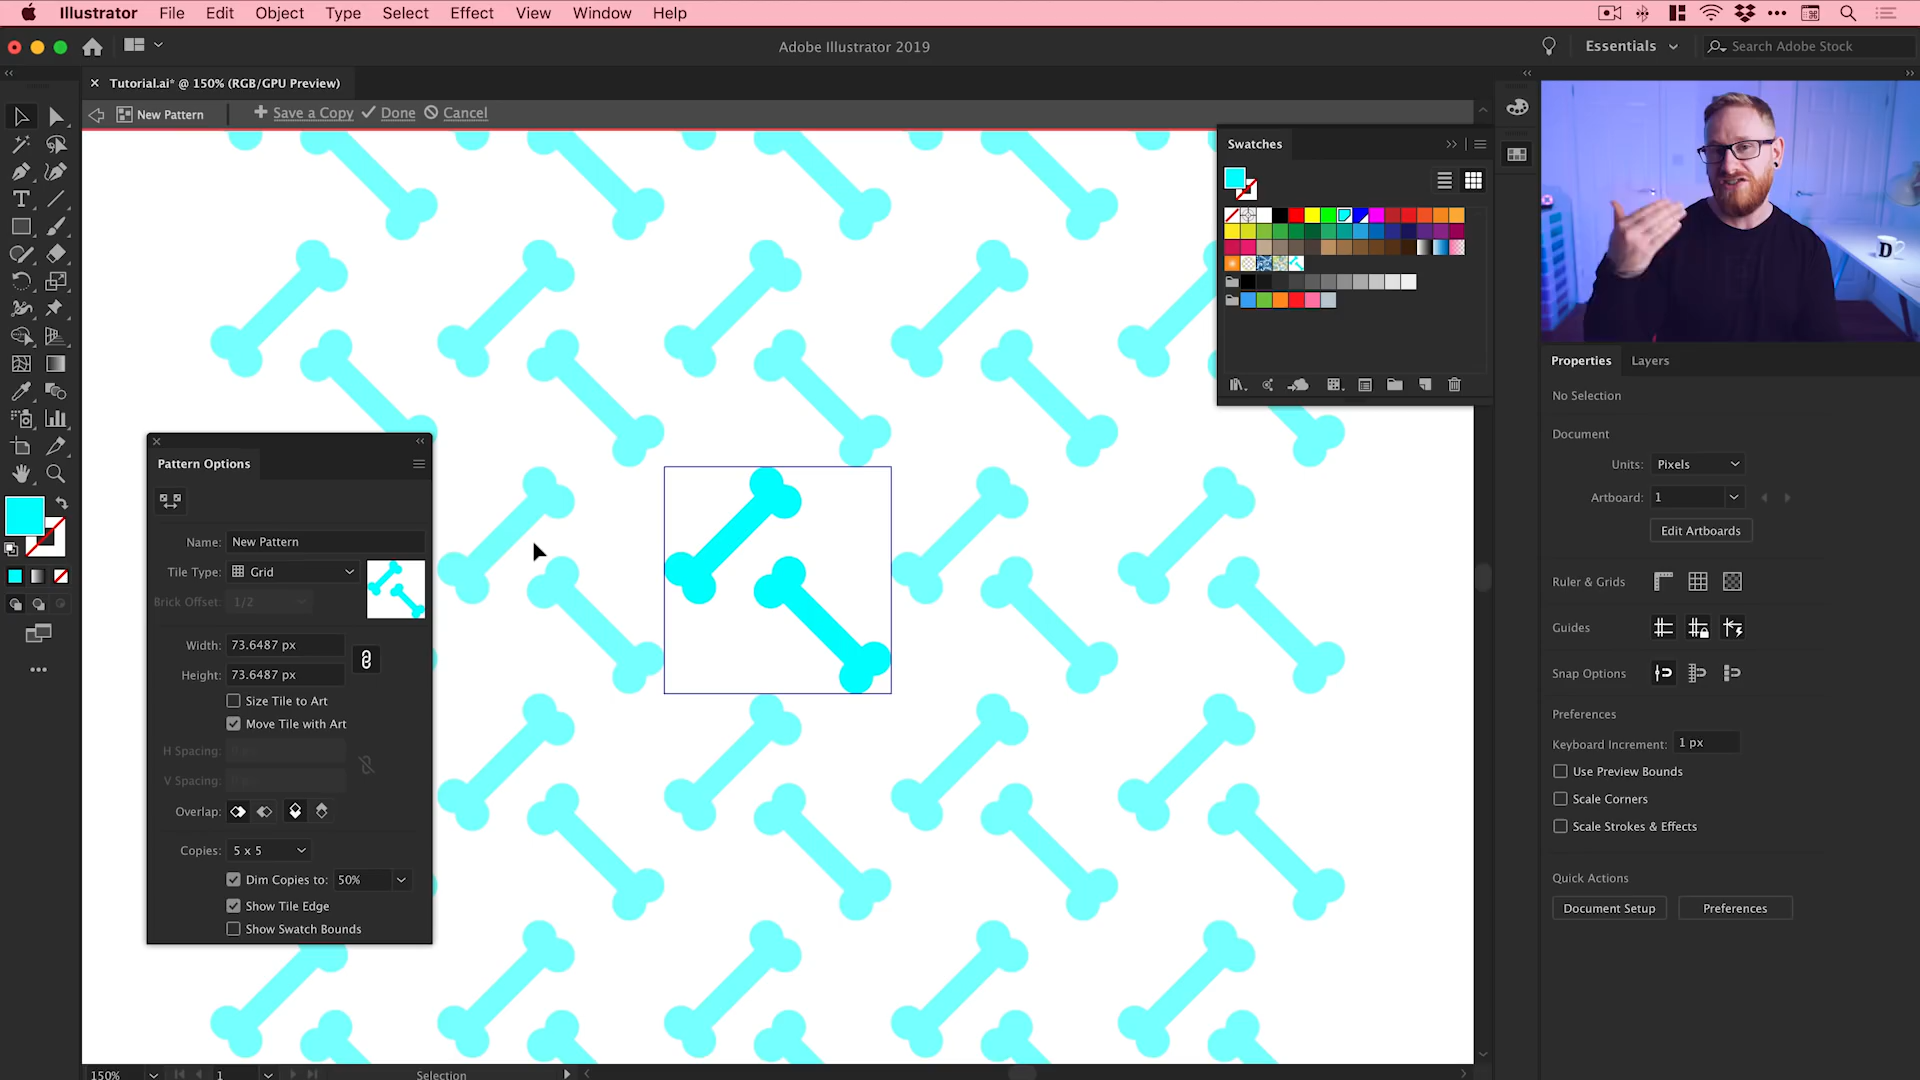 Illustrator File Edit Object Type Select Effect View Window Help
Adobe Illustrator 2019
Essentials
Search Adobe Stock
Tutorial.ai* @ 150% (RGB/GPU Preview)
New Pattern
Save a Copy
Done
Cancel
Swatches
Pattern Options
Name: New Pattern
Tile Type: Grid
Brick Offset: 1/2
Width: 73.6487 px
Height: 73.6487 px
Size Tile to Art
Move Tile with Art
H Spacing:
V Spacing:
Overlap:
Copies: 5 x 5
Dim Copies to: 50%
Show Tile Edge
Show Swatch Bounds
D
Properties Layers
No Selection
Document
Units: Pixels
Artboard: 1
Edit Artboards
Ruler & Grids
Guides
Snap Options
Preferences
Keyboard Increment: 1 px
Use Preview Bounds
Scale Corners
Scale Strokes & Effects
Quick Actions
Document Setup
Preferences
150%
1
Selection